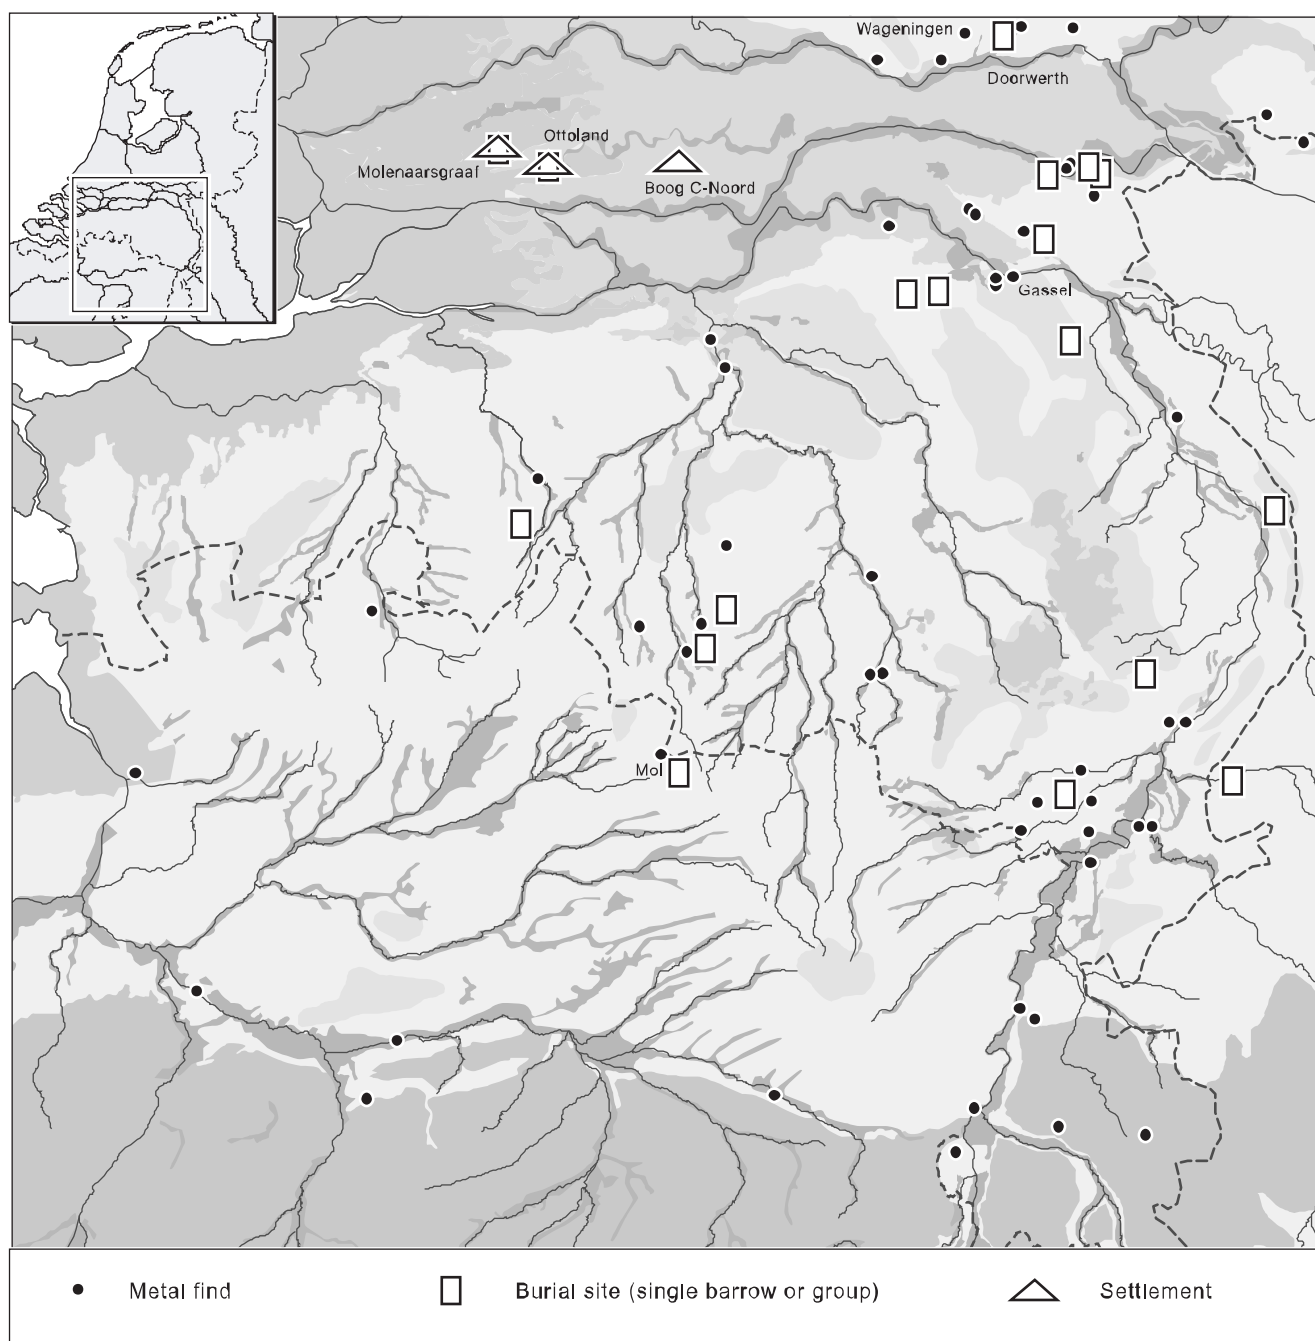 Wageningen
Doorwerth
Ottoland
Molenaarsgraaf
Boog C-Noord
Gassel
Mol
Metal find
Burial site (single barrow or group)
Settlement